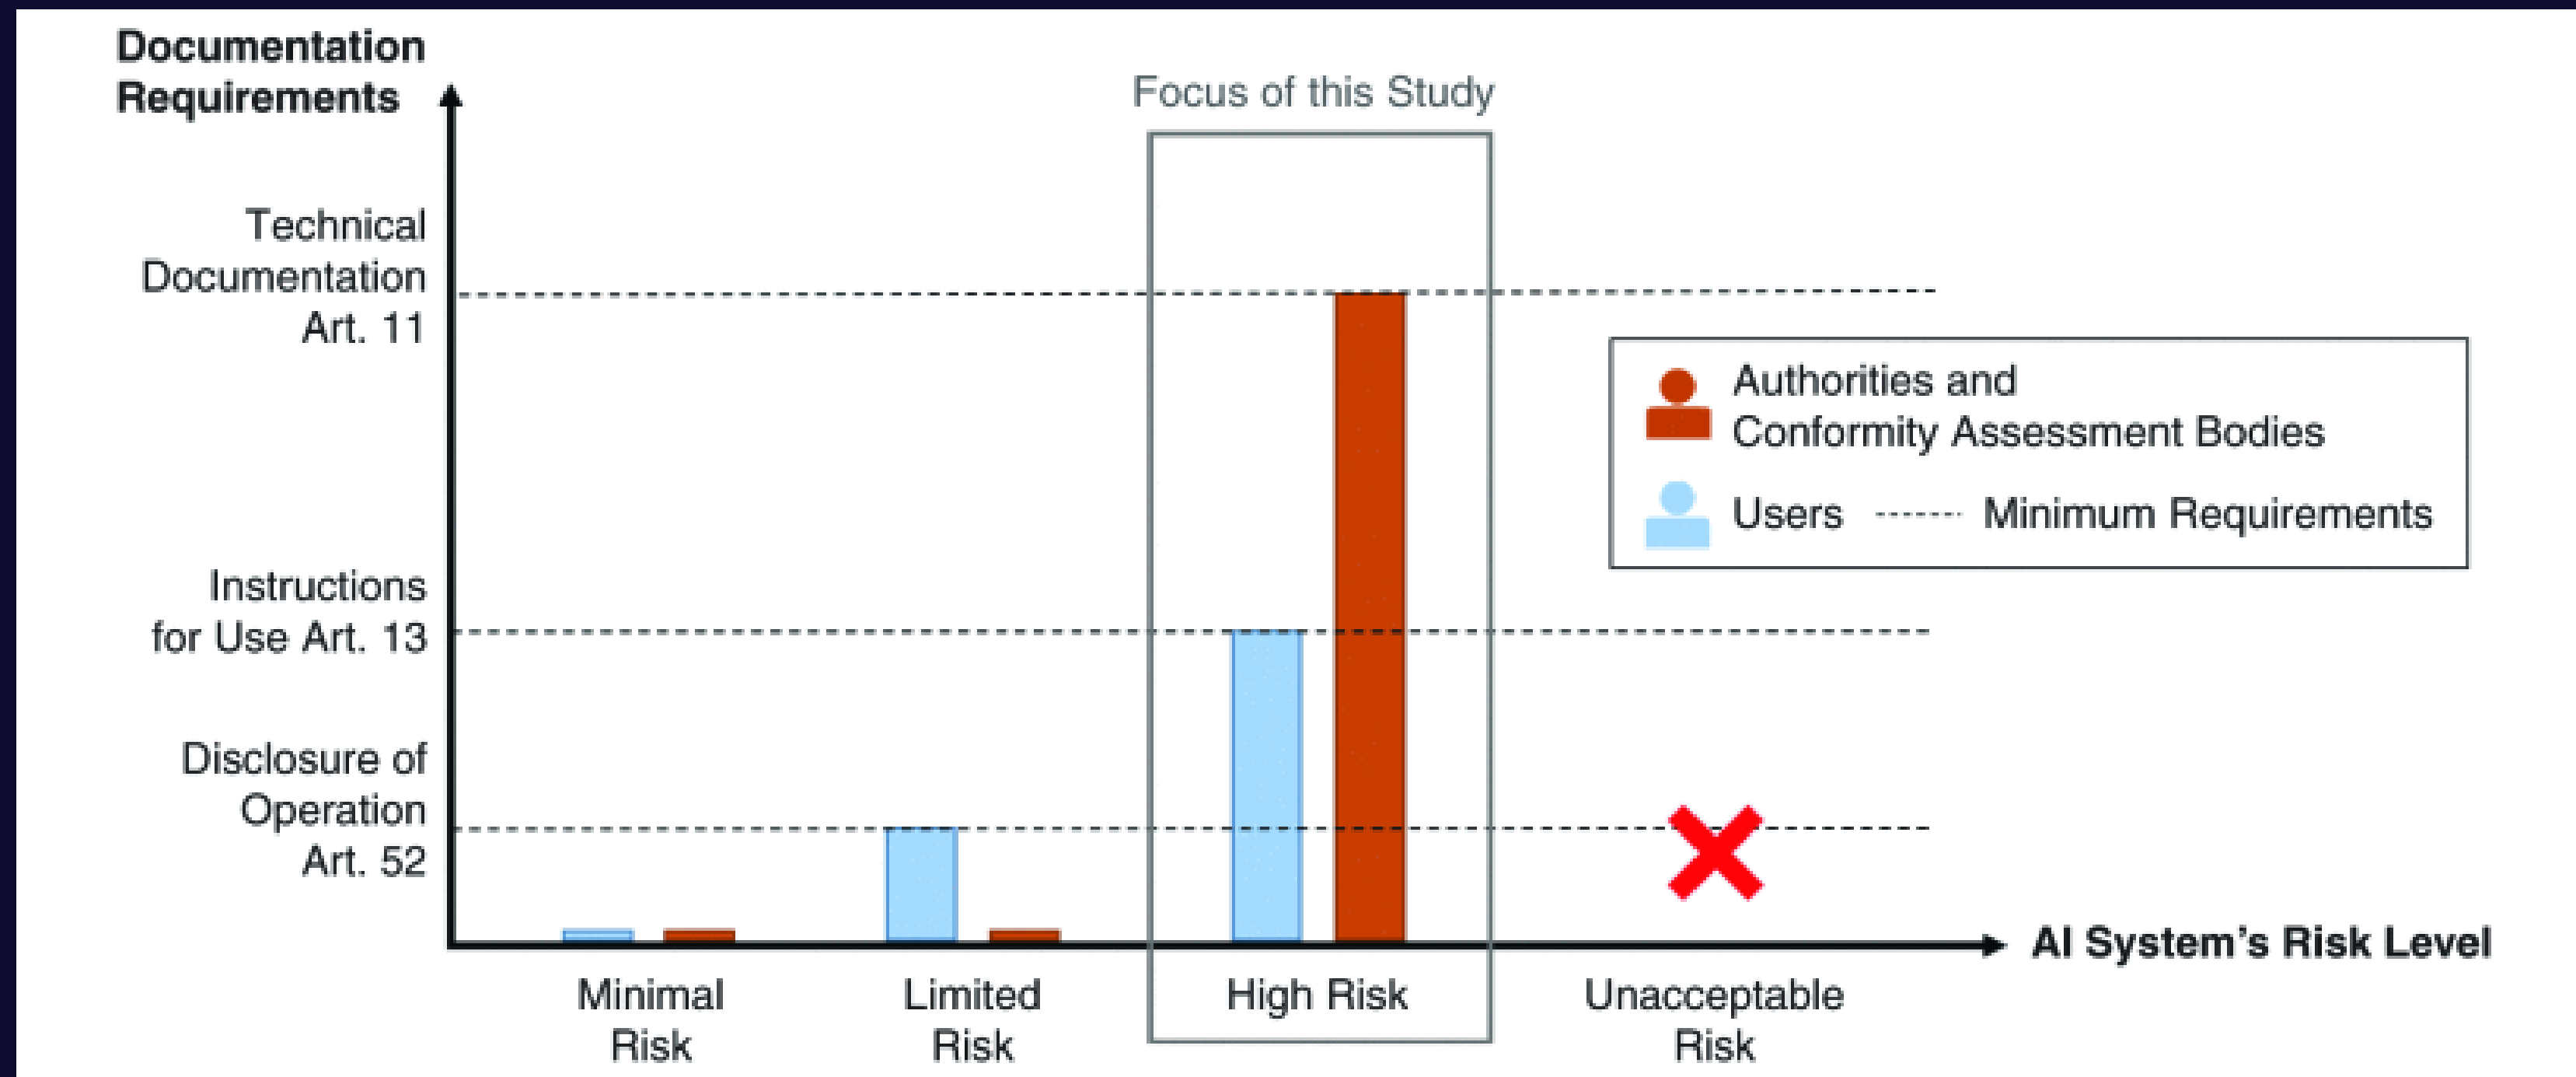 Documentation
Requirements
Focus of this Study
Technical
Documentation
Art. 11
Authorities and
Conformity Assessment Bodies
Users
Minimum Requirements
Instructions
for Use Art. 13
Disclosure of
Operation
Art. 52
AI System's Risk Level
Minimal
Risk
Limited
Risk
High Risk
Unacceptable
Risk